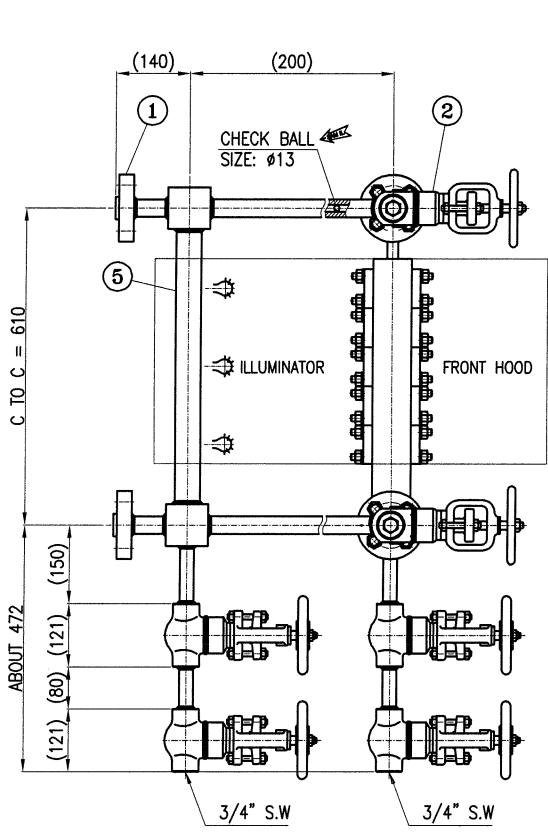 (140)
(200)
1
2
CHECK BALL
SIZE: ø13
5
C TO C = 610
ILLUMINATOR
FRONT HOOD
(150)
(121)
ABOUT 472
(80)
(121)
3/4" S.W
3/4" S.W